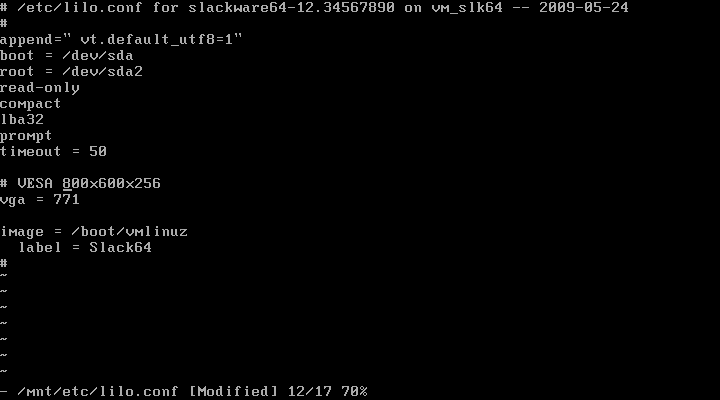 # /etc/lilo.conf for slackware64-12.34567890 on vm_slk64 -- 2009-05-24
#
append=" vt.default_utf8=1"
boot = /dev/sda
root = /dev/sda2
read-only
compact
lba32
prompt
timeout = 50
# VESA 800x600x256
vga = 771
image = /boot/vmlinuz
  label = Slack64
#
~
~
~
~
~
~
~
- /mnt/etc/lilo.conf [Modified] 12/17 70%